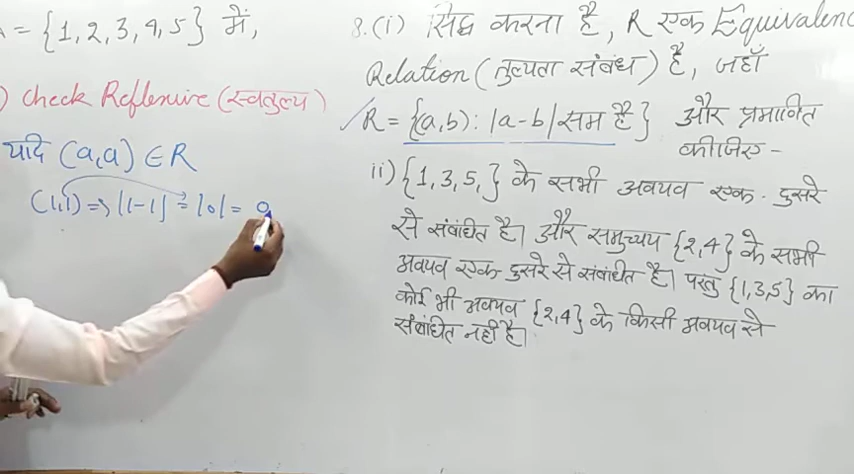 = {1, 2, 3, 4, 5} में,
) Check Reflexive (स्वतुल्य)
यदि (a,a) ∈ R
(1,1) ⇒ |1-1| = |0| = 0
8.(i) सिद्ध करना है, R एक Equivalenc
Relation (तुल्यता संबंध) है, जहाँ
R = {(a,b): |a-b| सम है} और प्रमाणित
कीजिए -
ii) {1,3,5,} के सभी अवयव एक-दुसरे
से संबंधित है। और समुच्चय {2,4} के सभी
अवयव एक दुसरे से संबंधित है। परंतु {1,3,5} का
कोई भी अवयव {2,4} के किसी अवयव से
संबंधित नहीं है।